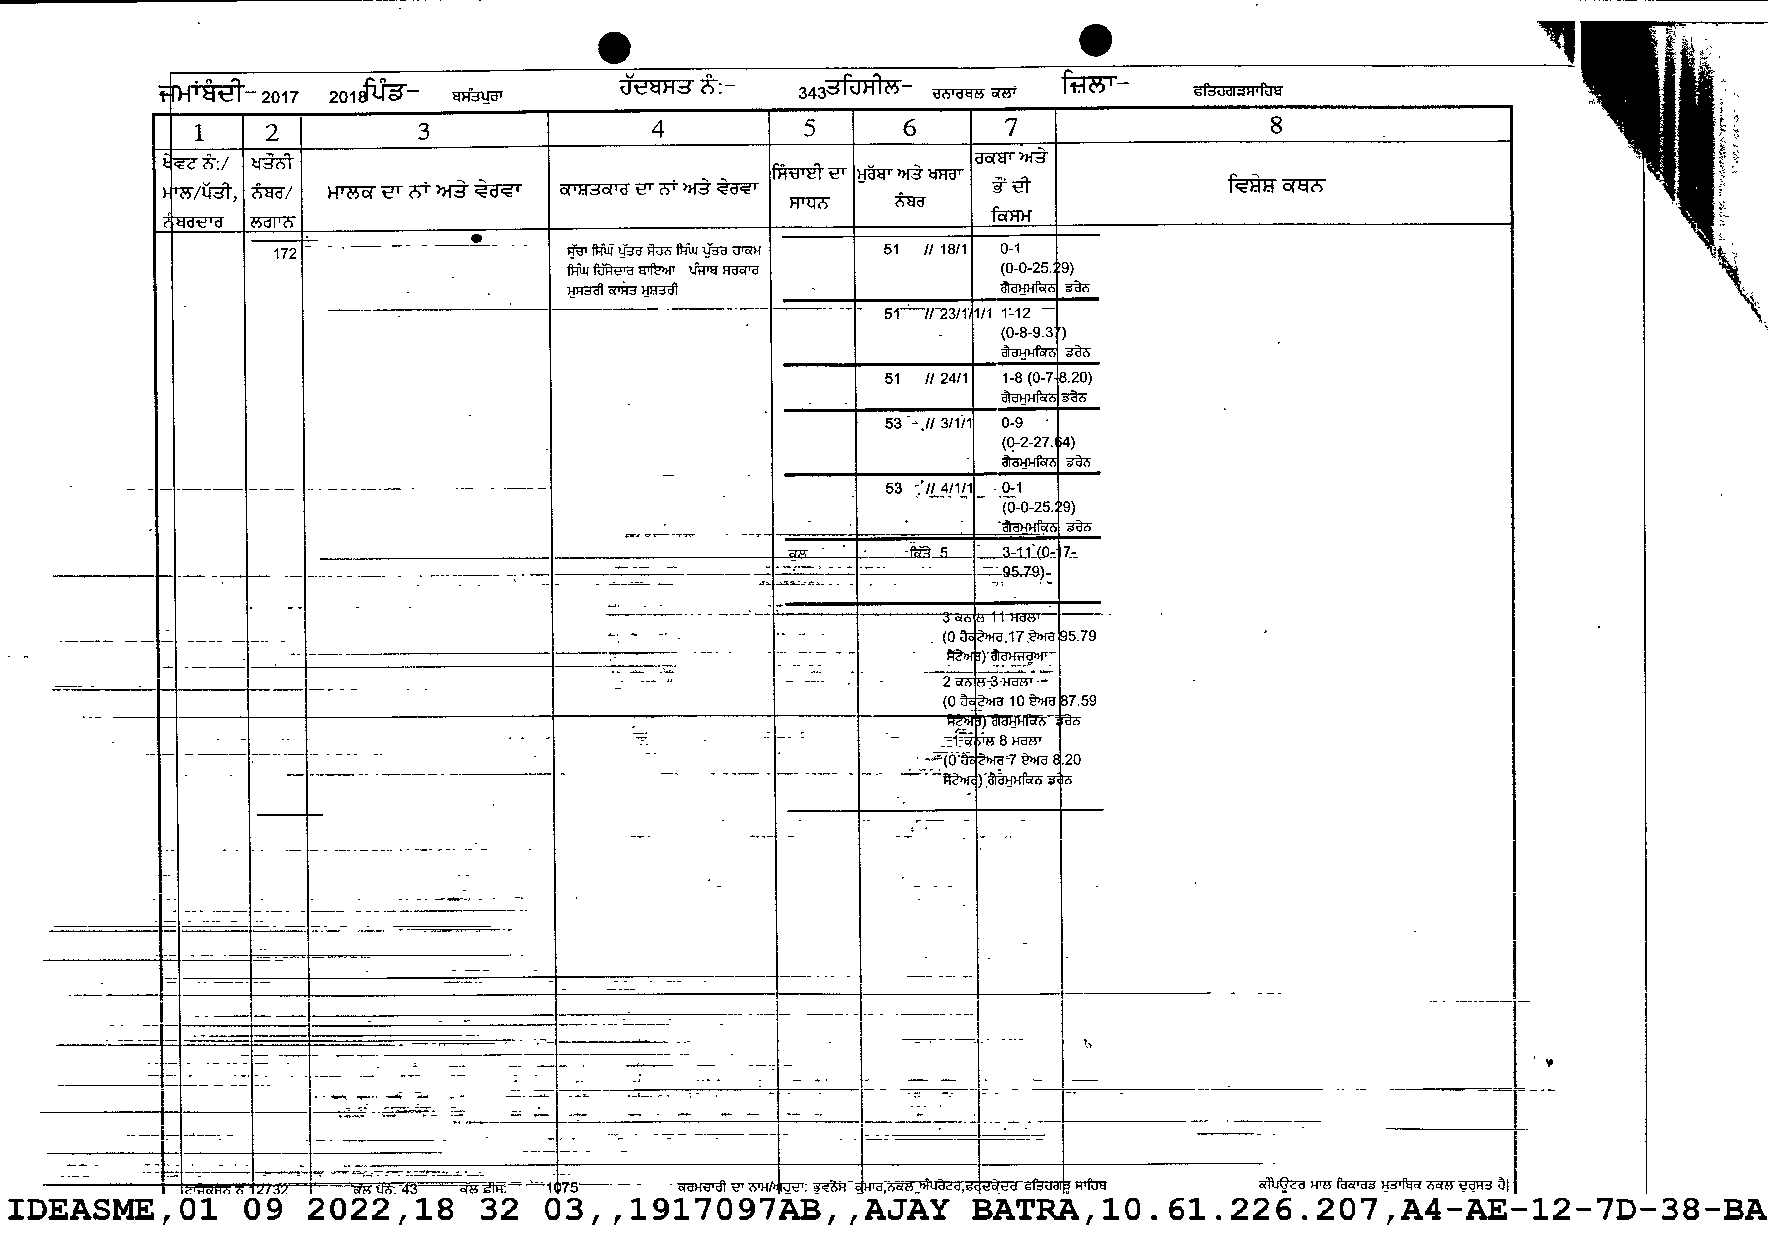 ਜਮਾਂਬੰਦੀ- 2017 2018 ਪਿੰਡ- ਬਸੰਤਪੁਰਾ ਹੱਦਬਸਤ ਨੰ:- 343 ਤਹਿਸੀਲ- ਚਨਾਰਥਲ ਕਲਾਂ ਜ਼ਿਲਾ- ਫਤਿਹਗੜਸਾਹਿਬ
1 2 3 4 5 6 7 8
ਖੇਵਟ ਨੰ:/ ਮਾਲ/ਪੱਤੀ, ਨੰਬਰਦਾਰ
ਖਤੌਨੀ ਨੰਬਰ/ ਲਗਾਨ
ਮਾਲਕ ਦਾ ਨਾਂ ਅਤੇ ਵੇਰਵਾ
ਕਾਸ਼ਤਕਾਰ ਦਾ ਨਾਂ ਅਤੇ ਵੇਰਵਾ
ਸਿੰਚਾਈ ਦਾ ਸਾਧਨ
ਮੁਰੱਬਾ ਅਤੇ ਖਸਰਾ ਨੰਬਰ
ਰਕਬਾ ਅਤੇ ਭੌਂ ਦੀ ਕਿਸਮ
ਵਿਸ਼ੇਸ਼ ਕਥਨ
172
ਸੁੱਚਾ ਸਿੰਘ ਪੁੱਤਰ ਸੋਹਨ ਸਿੰਘ ਪੁੱਤਰ ਹਾਕਮ
ਸਿੰਘ ਹਿੱਸੇਦਾਰ ਬਾਇਆ ਪੰਜਾਬ ਸਰਕਾਰ
ਮੁਸ਼ਤਰੀ ਕਾਸਤ ਮੁਸ਼ਤਰੀ
51 // 18/1 0-1
(0-0-25.29)
ਗੈਰਮੁਮਕਿਨ ਡਰੇਨ
51 // 23/1/1/1 1-12
(0-8-9.37)
ਗੈਰਮੁਮਕਿਨ ਡਰੇਨ
51 // 24/1 1-8 (0-7-8.20)
ਗੈਰਮੁਮਕਿਨ ਡਰੇਨ
53 // 3/1/1 0-9
(0-2-27.64)
ਗੈਰਮੁਮਕਿਨ ਡਰੇਨ
53 // 4/1/1 0-1
(0-0-25.29)
ਗੈਰਮੁਮਕਿਨ ਡਰੇਨ
ਕੁਲ ਕਿੱਤੇ 5 3-11 (0-17-
95.79)
3 ਕਨਾਲ 11 ਮਰਲਾ
(0 ਹੈਕਟੇਅਰ 17 ਏਅਰ 95.79
ਸੈਂਟੇਅਰ) ਗੈਰਮਜਰੂਆ
2 ਕਨਾਲ 3 ਮਰਲਾ
(0 ਹੈਕਟੇਅਰ 10 ਏਅਰ 87.59
ਸੈਂਟੇਅਰ) ਗੈਰਮੁਮਕਿਨ ਡਰੇਨ
1 ਕਨਾਲ 8 ਮਰਲਾ
(0 ਹੈਕਟੇਅਰ 7 ਏਅਰ 8.20
ਸੈਂਟੇਅਰ) ਗੈਰਮੁਮਕਿਨ ਡਰੇਨ
ਟਾਂਜੈਕਸਨ ਨੰ 12732 ਕੁੱਲ ਪੰਨੇ: 43 ਕੁੱਲ ਫ਼ੀਸ: 1075 ਕਰਮਚਾਰੀ ਦਾ ਨਾਮ/ਅਹੁਦਾ: ਭੁਵਨੇਸ਼ ਕੁਮਾਰ,ਨਕਲ ਅੱਪਰੇਟਰ,ਫਰਦਕੇਂਦਰ ਫਤਿਹਗੜ੍ਹ ਸਾਹਿਬ ਕੰਪਿਊਟਰ ਮਾਲ ਰਿਕਾਰਡ ਮੁਤਾਬਿਕ ਨਕਲ ਦੁਰੁਸਤ ਹੈ|
IDEASME,01 09 2022,18 32 03,,1917097AB,,AJAY BATRA,10.61.226.207,A4-AE-12-7D-38-BA